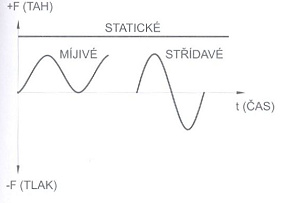 +F (TAH)
STATICKÉ
MÍJIVÉ
STŘÍDAVÉ
t (ČAS)
-F (TLAK)